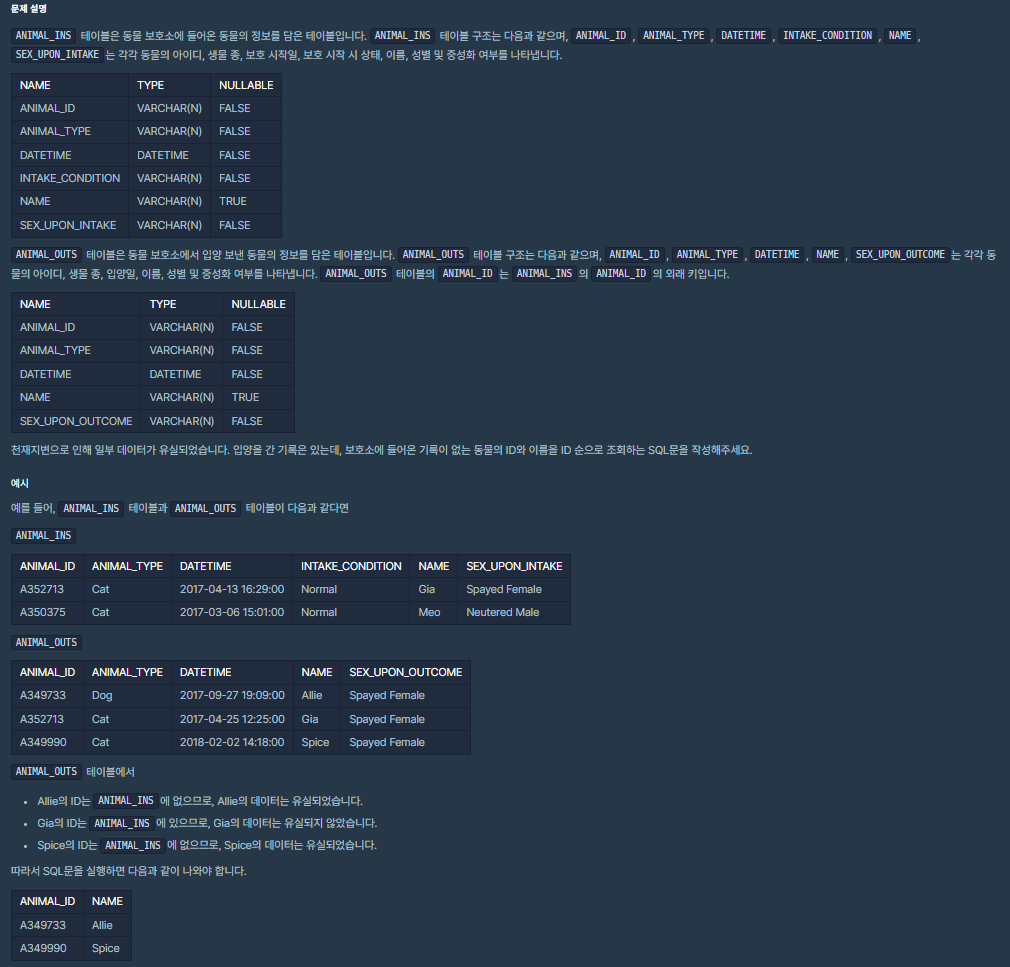 문제 설명
ANIMAL_INS 테이블은 동물 보호소에 들어온 동물의 정보를 담은 테이블입니다. ANIMAL_INS 테이블 구조는 다음과 같으며, ANIMAL_ID , ANIMAL_TYPE , DATETIME , INTAKE_CONDITION , NAME ,
SEX_UPON_INTAKE 는 각각 동물의 아이디, 생물 종, 보호 시작일, 보호 시작 시 상태, 이름, 성별 및 중성화 여부를 나타냅니다.
NAME TYPE NULLABLE
ANIMAL_ID VARCHAR(N) FALSE
ANIMAL_TYPE VARCHAR(N) FALSE
DATETIME DATETIME FALSE
INTAKE_CONDITION VARCHAR(N) FALSE
NAME VARCHAR(N) TRUE
SEX_UPON_INTAKE VARCHAR(N) FALSE
ANIMAL_OUTS 테이블은 동물 보호소에서 입양 보낸 동물의 정보를 담은 테이블입니다. ANIMAL_OUTS 테이블 구조는 다음과 같으며, ANIMAL_ID , ANIMAL_TYPE , DATETIME , NAME , SEX_UPON_OUTCOME 는 각각 동
물의 아이디, 생물 종, 입양일, 이름, 성별 및 중성화 여부를 나타냅니다. ANIMAL_OUTS 테이블의 ANIMAL_ID 는 ANIMAL_INS 의 ANIMAL_ID 의 외래 키입니다.
NAME TYPE NULLABLE
ANIMAL_ID VARCHAR(N) FALSE
ANIMAL_TYPE VARCHAR(N) FALSE
DATETIME DATETIME FALSE
NAME VARCHAR(N) TRUE
SEX_UPON_OUTCOME VARCHAR(N) FALSE
천재지변으로 인해 일부 데이터가 유실되었습니다. 입양을 간 기록은 있는데, 보호소에 들어온 기록이 없는 동물의 ID와 이름을 ID 순으로 조회하는 SQL문을 작성해주세요.
예시
예를 들어, ANIMAL_INS 테이블과 ANIMAL_OUTS 테이블이 다음과 같다면
ANIMAL_INS
ANIMAL_ID ANIMAL_TYPE DATETIME INTAKE_CONDITION NAME SEX_UPON_INTAKE
A352713 Cat 2017-04-13 16:29:00 Normal Gia Spayed Female
A350375 Cat 2017-03-06 15:01:00 Normal Meo Neutered Male
ANIMAL_OUTS
ANIMAL_ID ANIMAL_TYPE DATETIME NAME SEX_UPON_OUTCOME
A349733 Dog 2017-09-27 19:09:00 Allie Spayed Female
A352713 Cat 2017-04-25 12:25:00 Gia Spayed Female
A349990 Cat 2018-02-02 14:18:00 Spice Spayed Female
ANIMAL_OUTS 테이블에서
• Allie의 ID는 ANIMAL_INS 에 없으므로, Allie의 데이터는 유실되었습니다.
• Gia의 ID는 ANIMAL_INS 에 있으므로, Gia의 데이터는 유실되지 않았습니다.
• Spice의 ID는 ANIMAL_INS 에 없으므로, Spice의 데이터는 유실되었습니다.
따라서 SQL문을 실행하면 다음과 같이 나와야 합니다.
ANIMAL_ID NAME
A349733 Allie
A349990 Spice